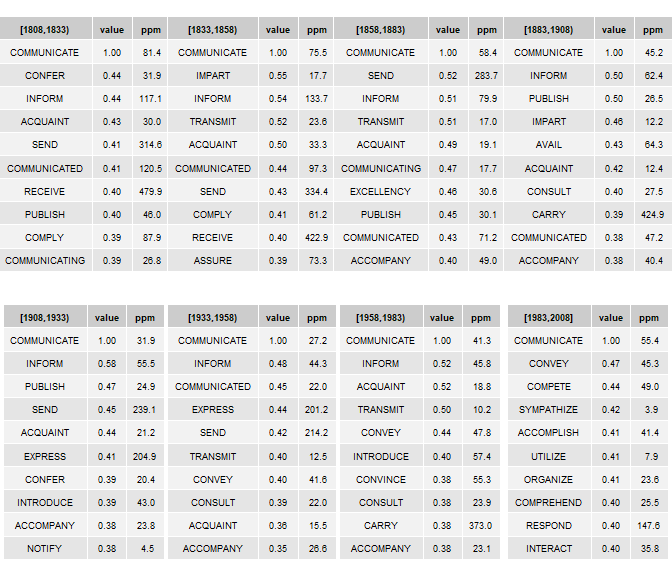 [1808,1833) value ppm [1833,1858) value ppm [1858,1883) value ppm [1883,1908) value ppm
COMMUNICATE 1.00 81.4 COMMUNICATE 1.00 75.5 COMMUNICATE 1.00 58.4 COMMUNICATE 1.00 45.2
CONFER 0.44 31.9 IMPART 0.55 17.7 SEND 0.52 283.7 INFORM 0.50 62.4
INFORM 0.44 117.1 INFORM 0.54 133.7 INFORM 0.51 79.9 PUBLISH 0.50 26.5
ACQUAINT 0.43 30.0 TRANSMIT 0.52 23.6 TRANSMIT 0.51 17.0 IMPART 0.46 12.2
SEND 0.41 314.6 ACQUAINT 0.50 33.3 ACQUAINT 0.49 19.1 AVAIL 0.43 64.3
COMMUNICATED 0.41 120.5 COMMUNICATED 0.44 97.3 COMMUNICATING 0.47 17.7 ACQUAINT 0.42 12.4
RECEIVE 0.40 479.9 SEND 0.43 334.4 EXCELLENCY 0.46 30.6 CONSULT 0.40 27.5
PUBLISH 0.40 46.0 COMPLY 0.41 61.2 PUBLISH 0.45 30.1 CARRY 0.39 424.9
COMPLY 0.39 87.9 RECEIVE 0.40 422.9 COMMUNICATED 0.43 71.2 COMMUNICATED 0.38 47.2
COMMUNICATING 0.39 26.8 ASSURE 0.39 73.3 ACCOMPANY 0.40 49.0 ACCOMPANY 0.38 40.4
[1908,1933) value ppm [1933,1958) value ppm [1958,1983) value ppm [1983,2008] value ppm
COMMUNICATE 1.00 31.9 COMMUNICATE 1.00 27.2 COMMUNICATE 1.00 41.3 COMMUNICATE 1.00 55.4
INFORM 0.58 55.5 INFORM 0.48 44.3 INFORM 0.52 45.8 CONVEY 0.47 45.3
PUBLISH 0.47 24.9 COMMUNICATED 0.45 22.0 ACQUAINT 0.52 18.8 COMPETE 0.44 49.0
SEND 0.45 239.1 EXPRESS 0.44 201.2 TRANSMIT 0.50 10.2 SYMPATHIZE 0.42 3.9
ACQUAINT 0.44 21.2 SEND 0.42 214.2 CONVEY 0.44 47.8 ACCOMPLISH 0.41 41.4
EXPRESS 0.41 204.9 TRANSMIT 0.40 12.5 INTRODUCE 0.40 57.4 UTILIZE 0.41 7.9
CONFER 0.39 20.4 CONVEY 0.40 41.6 CONVINCE 0.38 55.3 ORGANIZE 0.41 23.6
INTRODUCE 0.39 43.0 CONSULT 0.39 22.0 CONSULT 0.38 23.9 COMPREHEND 0.40 25.5
ACCOMPANY 0.38 23.8 ACQUAINT 0.36 15.5 CARRY 0.38 373.0 RESPOND 0.40 147.6
NOTIFY 0.38 4.5 ACCOMPANY 0.35 26.6 ACCOMPANY 0.38 23.1 INTERACT 0.40 35.8